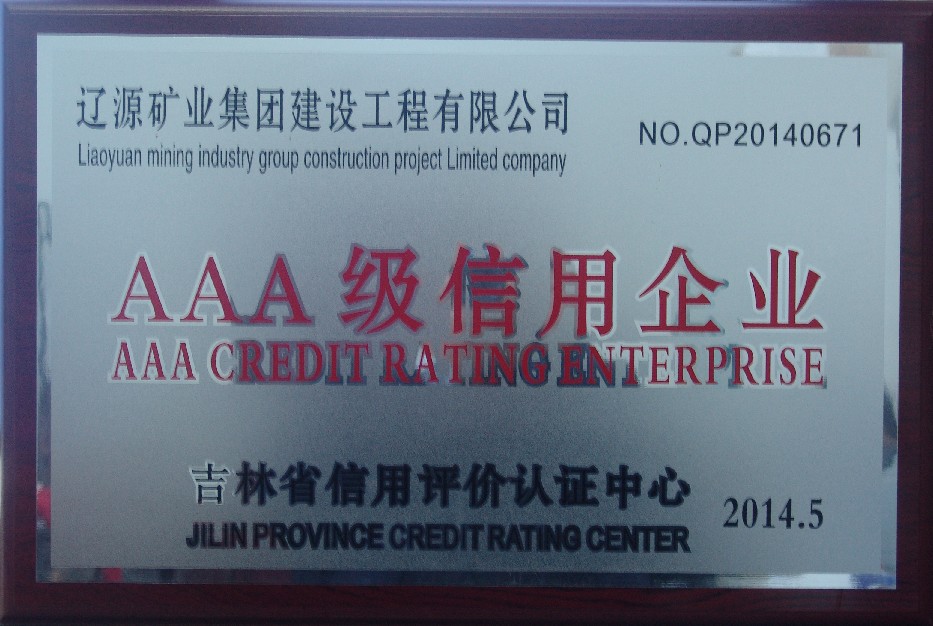 辽源矿业集团建设工程有限公司
NO.QP20140671
Liaoyuan mining industry group construction project Limited company
AAA级信用企业
AAA CREDIT RATING ENTERPRISE
吉林省信用评价认证中心
2014.5
JILIN PROVINCE CREDIT RATING CENTER